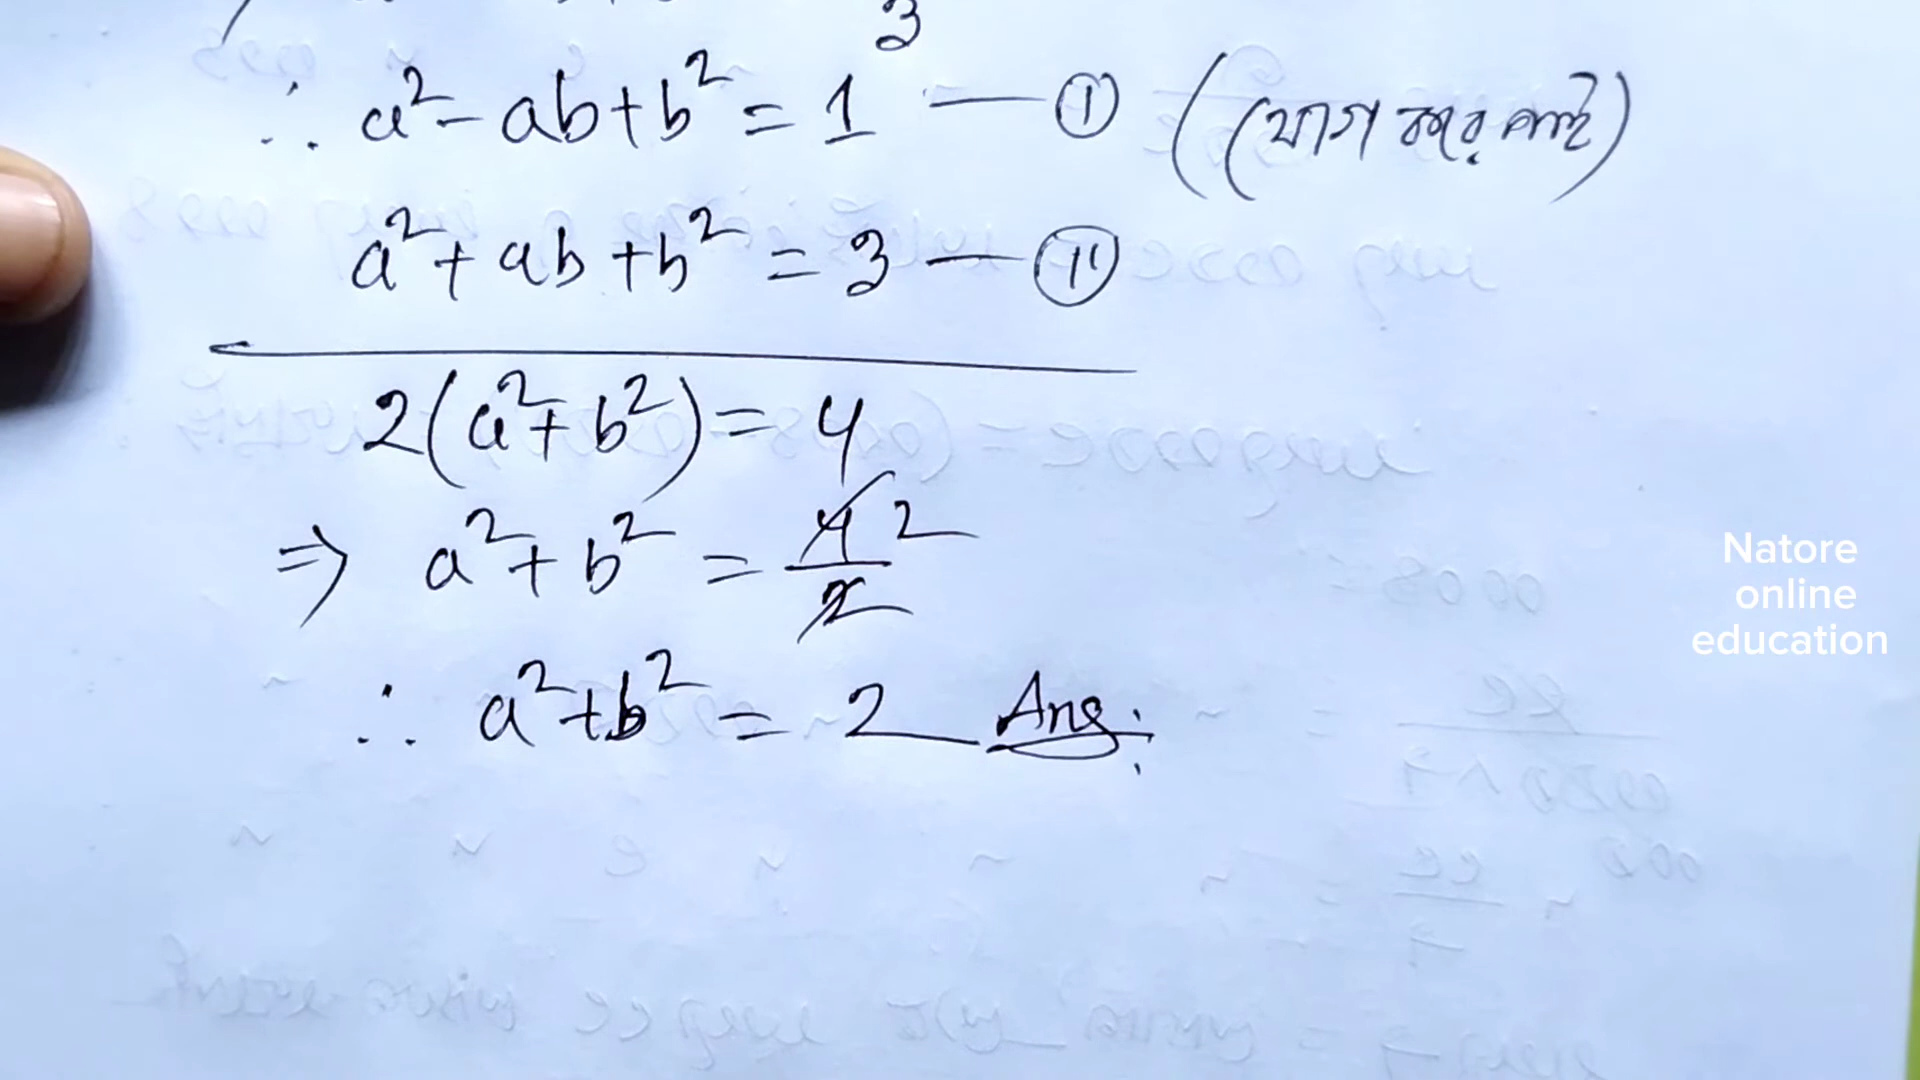 3
∴ a² - ab + b² = 1 — (i) (যোগ করে পাই)
a² + ab + b² = 3 — (ii)
2(a² + b²) = 4
⇒ a² + b² = 4/2 2
∴ a² + b² = 2 Ans:
Natore
online
education